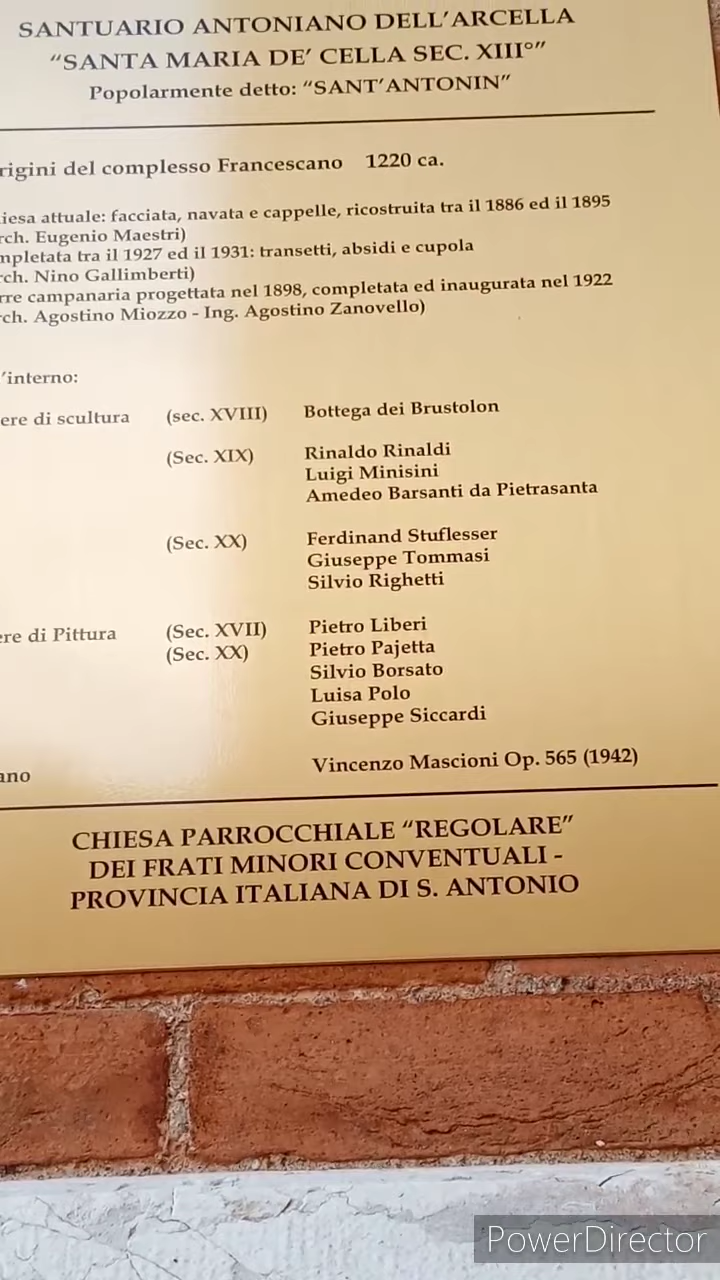 SANTUARIO ANTONIANO DELL'ARCELLA
"SANTA MARIA DE' CELLA SEC. XIII°"
Popolarmente detto: "SANT'ANTONIN"
rigini del complesso Francescano 1220 ca.
iesa attuale: facciata, navata e cappelle, ricostruita tra il 1886 ed il 1895
rch. Eugenio Maestri)
mpletata tra il 1927 ed il 1931: transetti, absidi e cupola
rch. Nino Gallimberti)
rre campanaria progettata nel 1898, completata ed inaugurata nel 1922
rch. Agostino Miozzo - Ing. Agostino Zanovello)
'interno:
ere di scultura (sec. XVIII) Bottega dei Brustolon
(Sec. XIX) Rinaldo Rinaldi
Luigi Minisini
Amedeo Barsanti da Pietrasanta
(Sec. XX) Ferdinand Stuflesser
Giuseppe Tommasi
Silvio Righetti
ere di Pittura (Sec. XVII) Pietro Liberi
(Sec. XX) Pietro Pajetta
Silvio Borsato
Luisa Polo
Giuseppe Siccardi
ano Vincenzo Mascioni Op. 565 (1942)
CHIESA PARROCCHIALE "REGOLARE"
DEI FRATI MINORI CONVENTUALI -
PROVINCIA ITALIANA DI S. ANTONIO
PowerDirector